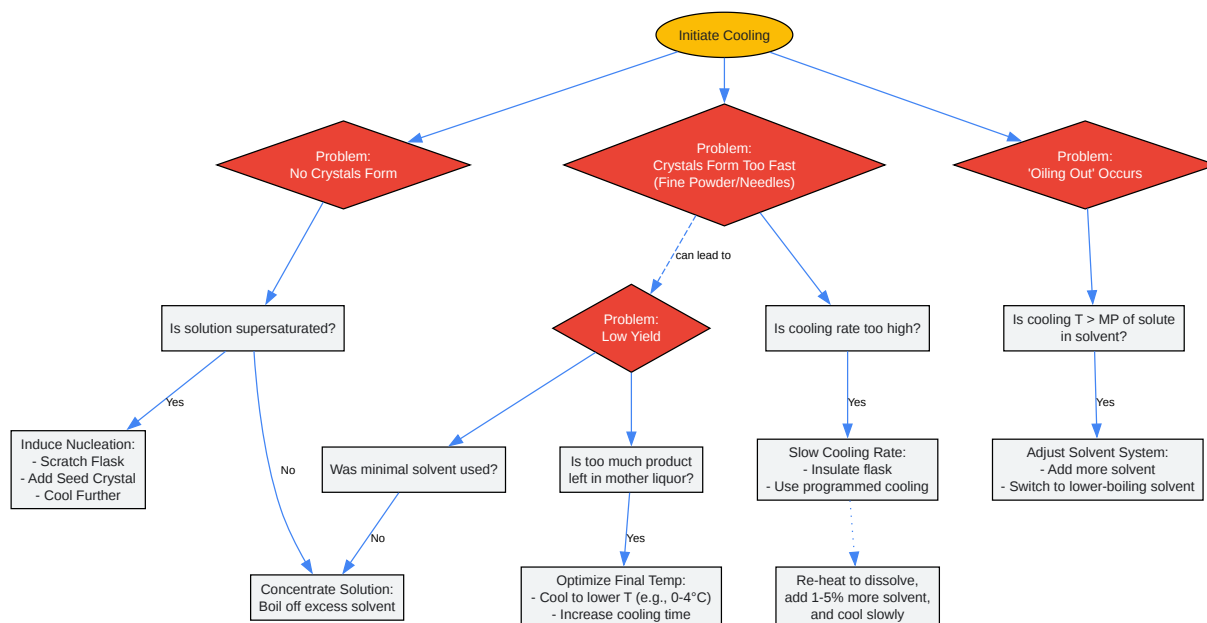 Initiate Cooling
Problem:
No Crystals Form
Problem:
Crystals Form Too Fast
(Fine Powder/Needles)
Problem:
'Oiling Out' Occurs
can lead to
Is solution supersaturated?
Problem:
Low Yield
Is cooling rate too high?
Is cooling T > MP of solute
in solvent?
Yes
No
Yes
Yes
Induce Nucleation:
- Scratch Flask
- Add Seed Crystal
- Cool Further
Was minimal solvent used?
Is too much product
left in mother liquor?
Slow Cooling Rate:
- Insulate flask
- Use programmed cooling
Adjust Solvent System:
- Add more solvent
- Switch to lower-boiling solvent
No
Yes
Concentrate Solution:
Boil off excess solvent
Optimize Final Temp:
- Cool to lower T (e.g., 0-4°C)
- Increase cooling time
Re-heat to dissolve,
add 1-5% more solvent,
and cool slowly